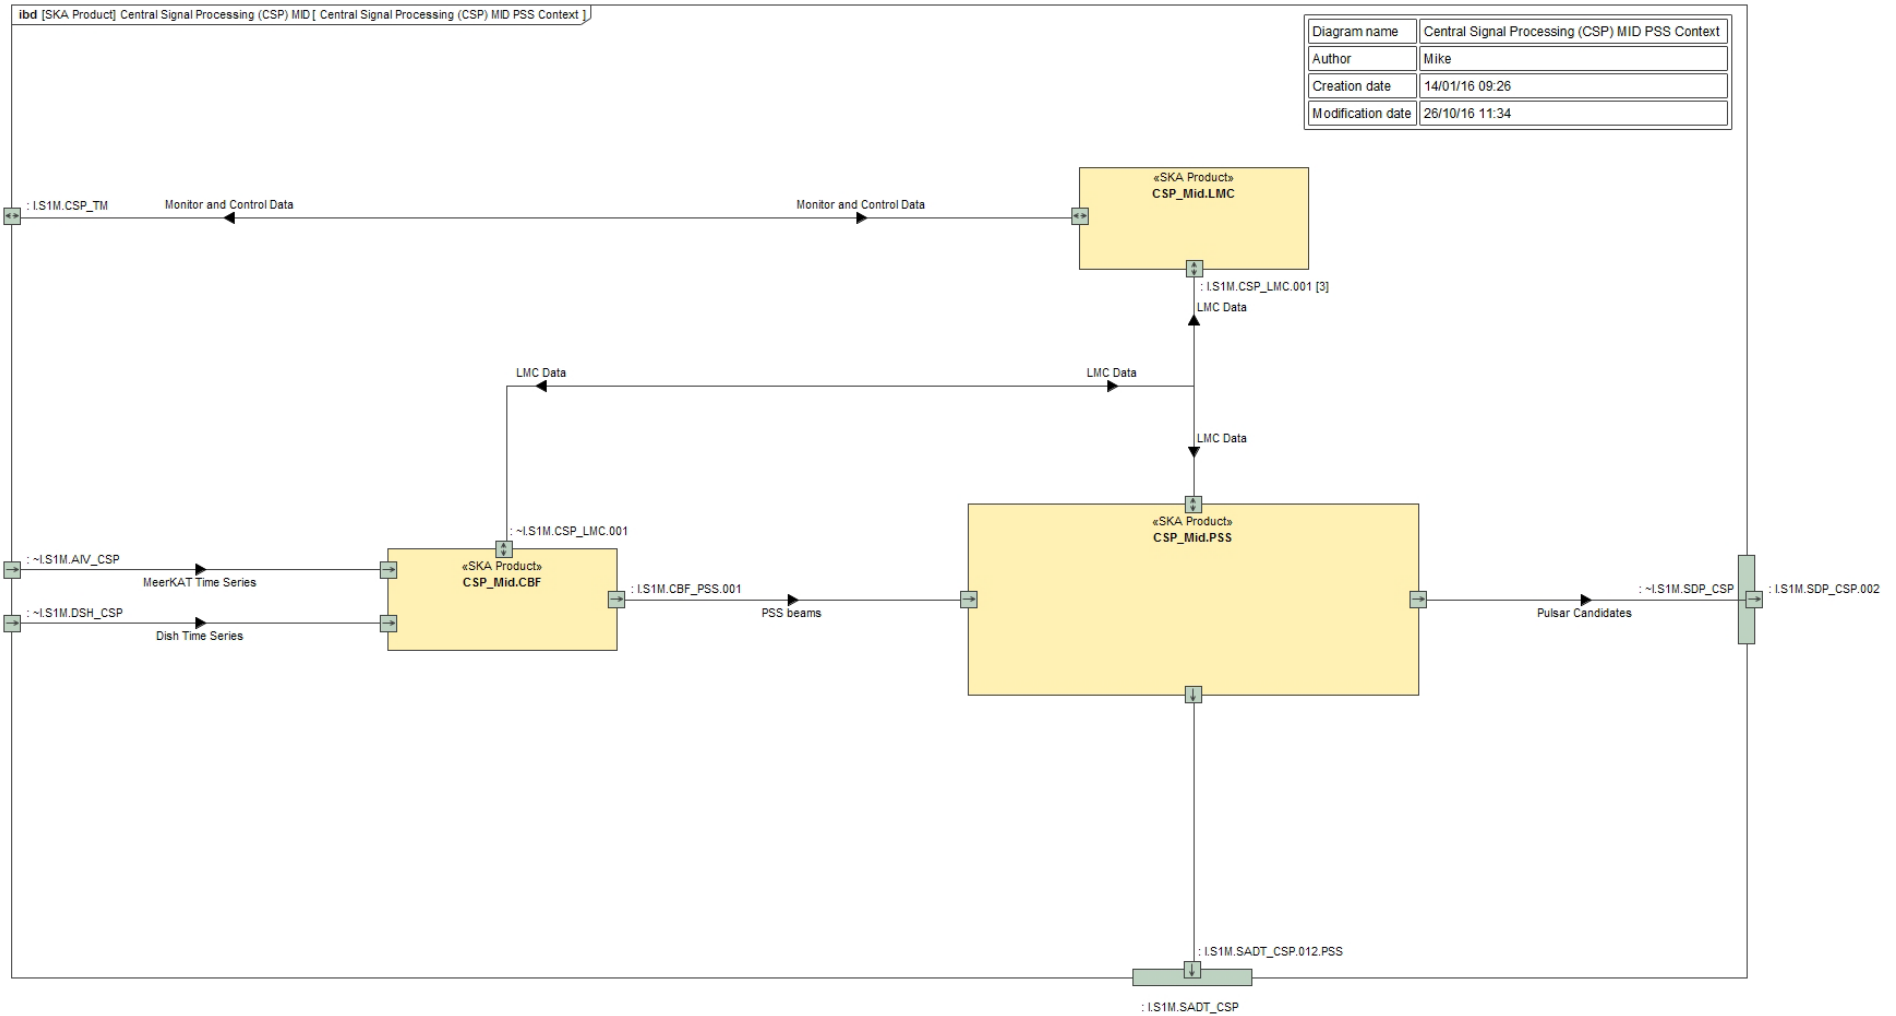 ibd [SKA Product] Central Signal Processing (CSP) MID [ Central Signal Processing (CSP) MID PSS Context ]
Diagram name Central Signal Processing (CSP) MID PSS Context
Author Mike
Creation date 14/01/16 09:26
Modification date 26/10/16 11:34
«SKA Product»
CSP_Mid.LMC
: I.S1M.CSP_TM
Monitor and Control Data
Monitor and Control Data
: I.S1M.CSP_LMC.001 [3]
LMC Data
LMC Data
LMC Data
LMC Data
: ~I.S1M.CSP_LMC.001
«SKA Product»
CSP_Mid.PSS
: ~I.S1M.AIV_CSP
MeerKAT Time Series
«SKA Product»
CSP_Mid.CBF
: I.S1M.CBF_PSS.001
PSS beams
: ~I.S1M.SDP_CSP
: I.S1M.SDP_CSP.002
Pulsar Candidates
: ~I.S1M.DSH_CSP
Dish Time Series
: I.S1M.SADT_CSP.012.PSS
: I.S1M.SADT_CSP